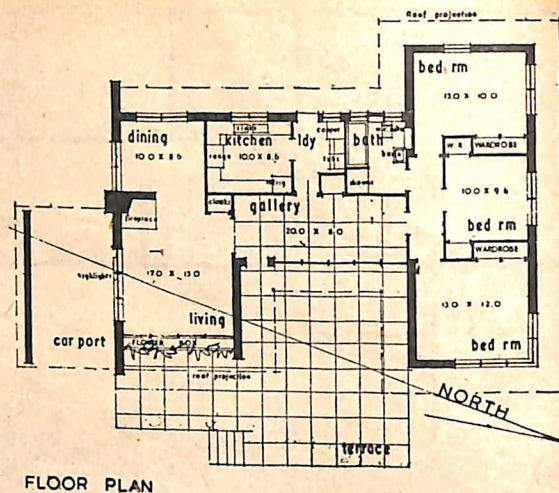 Roof projection
bed rm
13.0 X 10.0
dining
10.0 X 8.6
kitchen
10.0 X 8.6
range
refrig
ldy
copper
tubs
bath
basin
shower
W. R.
WARDROBE
10.0 X 9.6
bed rm
WARDROBE
cloaks
gallery
20.0 X 8.0
fireplace
17.0 X 13.0
highlights
living
13.0 X 12.0
bed rm
car port
FLOWER BOX
roof projection
NORTH
terrace
FLOOR PLAN